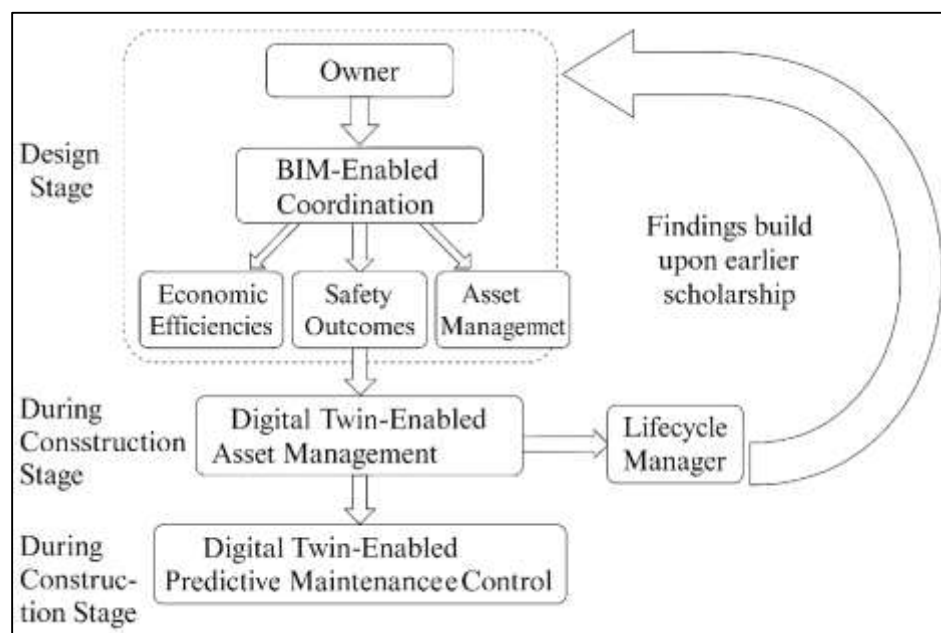 Owner
Design
Stage
BIM-Enabled
Coordination
Economic
Efficiencies
Safety
Outcomes
Asset
Managemmet
Findings build
upon earlier
scholarship
During
Consstruction
Stage
Digital Twin-Enabled
Asset Management
Lifecycle
Manager
During
Construc-
tion Stage
Digital Twin-Enabled
Predictive Maintenancee Control